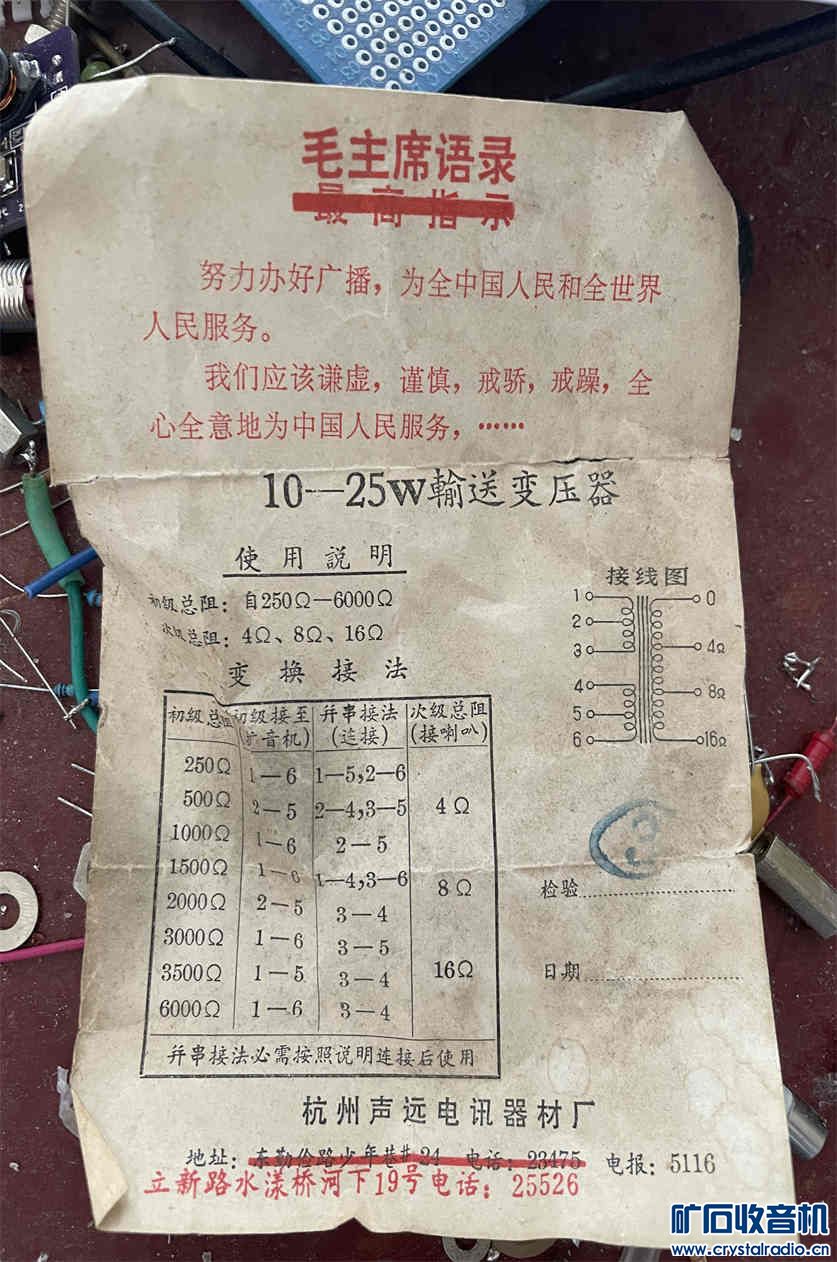 毛主席语录
最高指示
努力办好广播，为全中国人民和全世界
人民服务。
我们应该谦虚，谨慎，戒骄，戒躁，全
心全意地为中国人民服务，……
10—25W輸送变压器
使用説明
初级总阻：自250Ω—6000Ω
次级总阻：4Ω、8Ω、16Ω
接线图
1 0
2
3 4Ω
4 8Ω
5
6 16Ω
变换接法
初级总阻 初级接至(扩音机) 并串接法(连接) 次级总阻(接喇叭)
250Ω 1—6 1—5,2—6
500Ω 2—5 2—4,3—5 4Ω
1000Ω 1—6 2—5
1500Ω 1—6 1—4,3—6 8Ω
2000Ω 2—5 3—4
3000Ω 1—6 3—5
3500Ω 1—5 3—4 16Ω
6000Ω 1—6 3—4
并串接法必需按照说明连接后使用
检验
日期
杭州声远电讯器材厂
地址：东勤俭路少年巷井24 电话：23475 电报：5116
立新路水漾桥河下19号电话：25526
矿石收音机
www.crystalradio.cn